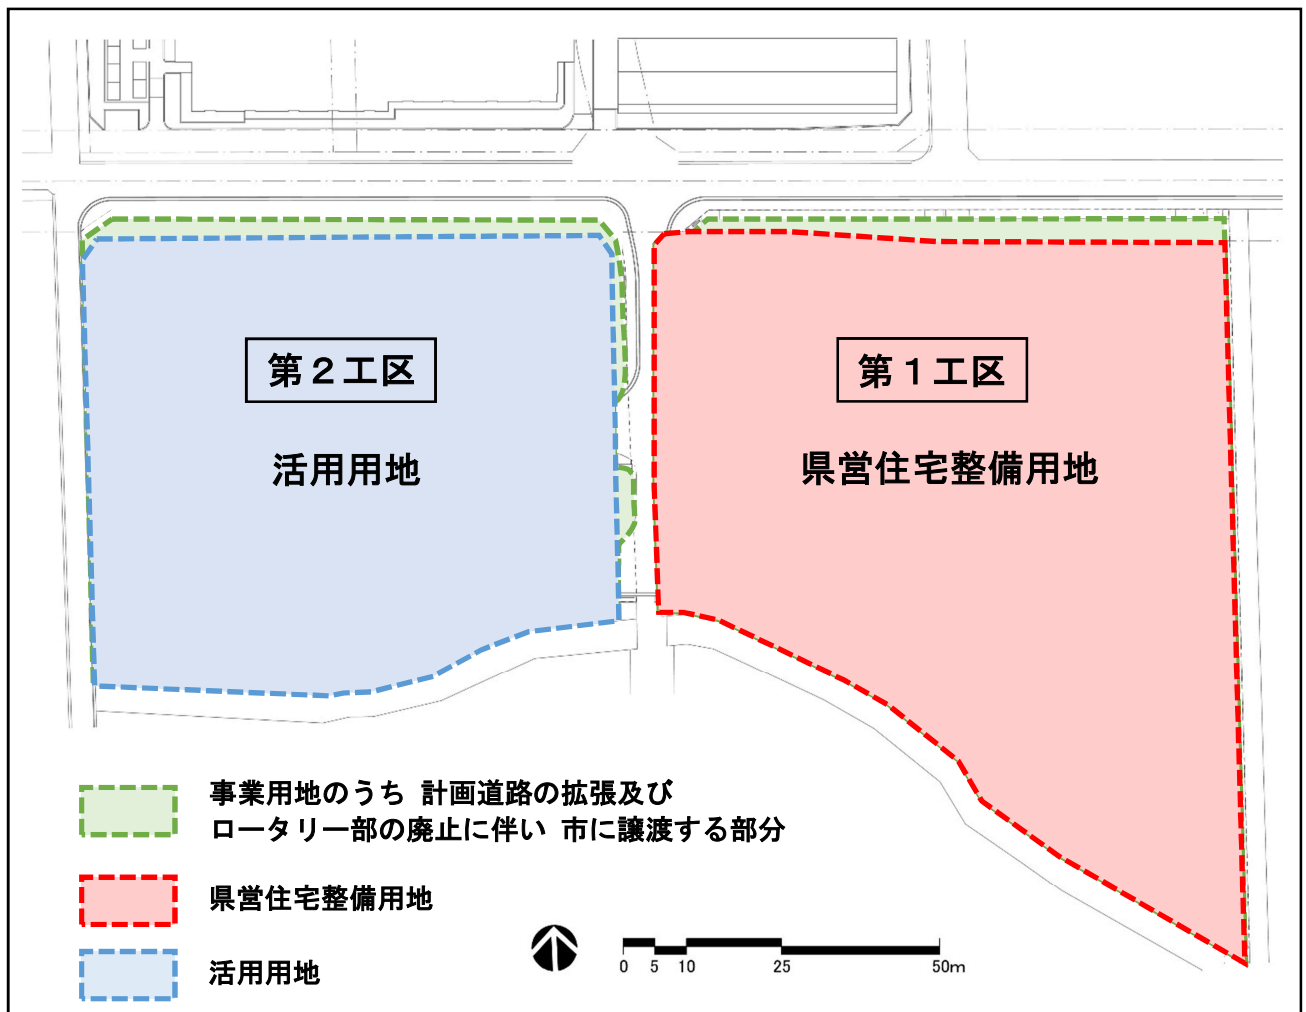 第２工区
活用用地
第１工区
県営住宅整備用地
事業用地のうち 計画道路の拡張及び
ロータリー部の廃止に伴い 市に譲渡する部分
県営住宅整備用地
活用用地
0 5 10 25 50m